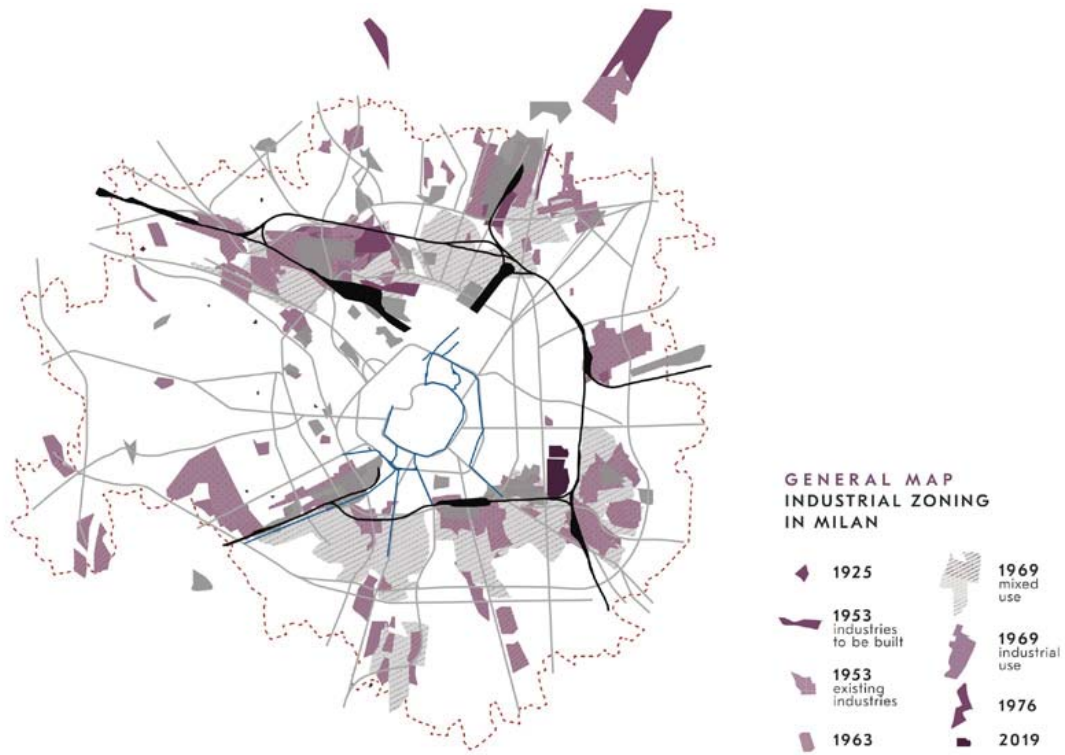 GENERAL MAP
INDUSTRIAL ZONING
IN MILAN
1925
1953
industries
to be built
1953
existing
industries
1963
1969
mixed
use
1969
industrial
use
1976
2019